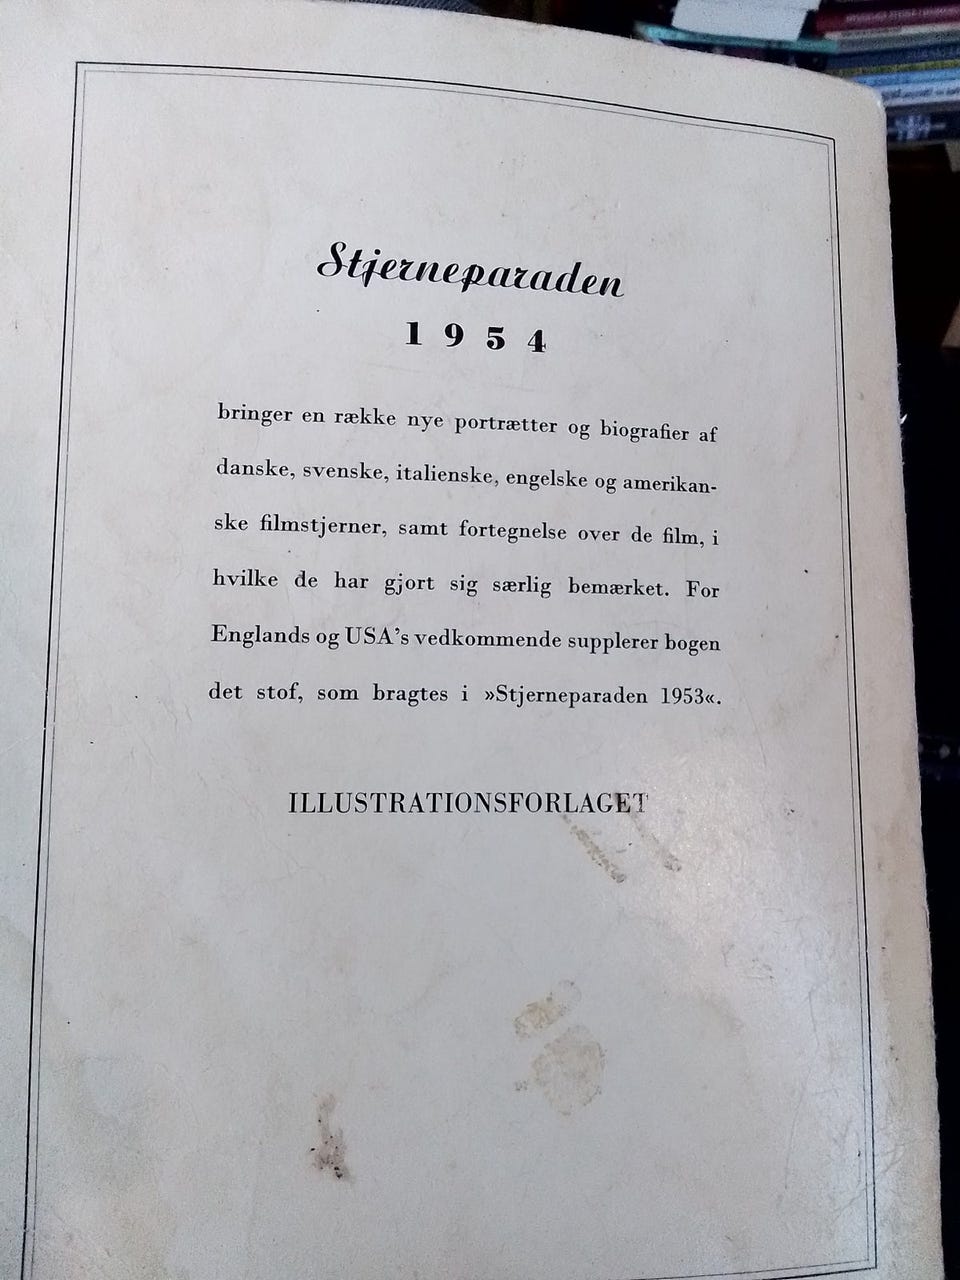 Stjerneparaden
1954
bringer en række nye portrætter og biografier af
danske, svenske, italienske, engelske og amerikan-
ske filmstjerner, samt fortegnelse over de film, i
hvilke de har gjort sig særlig bemærket. For
Englands og USA's vedkommende supplerer bogen
det stof, som bragtes i »Stjerneparaden 1953«.
ILLUSTRATIONSFORLAGET